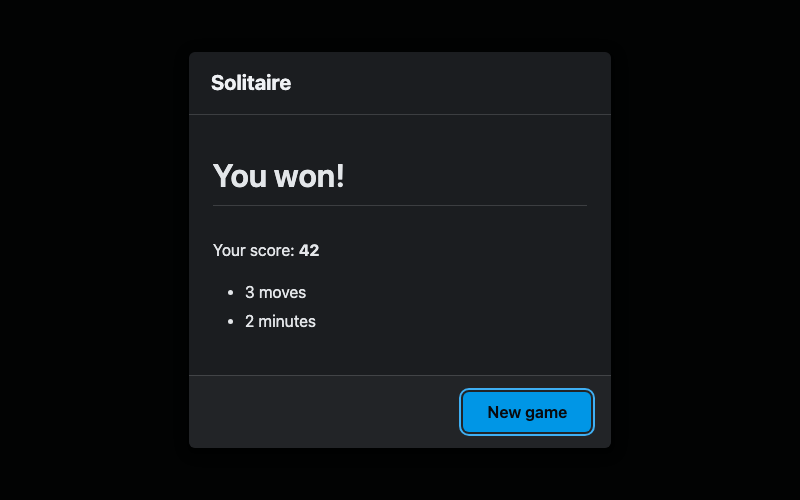 Solitaire
You won!
Your score: 42
• 3 moves
• 2 minutes
New game